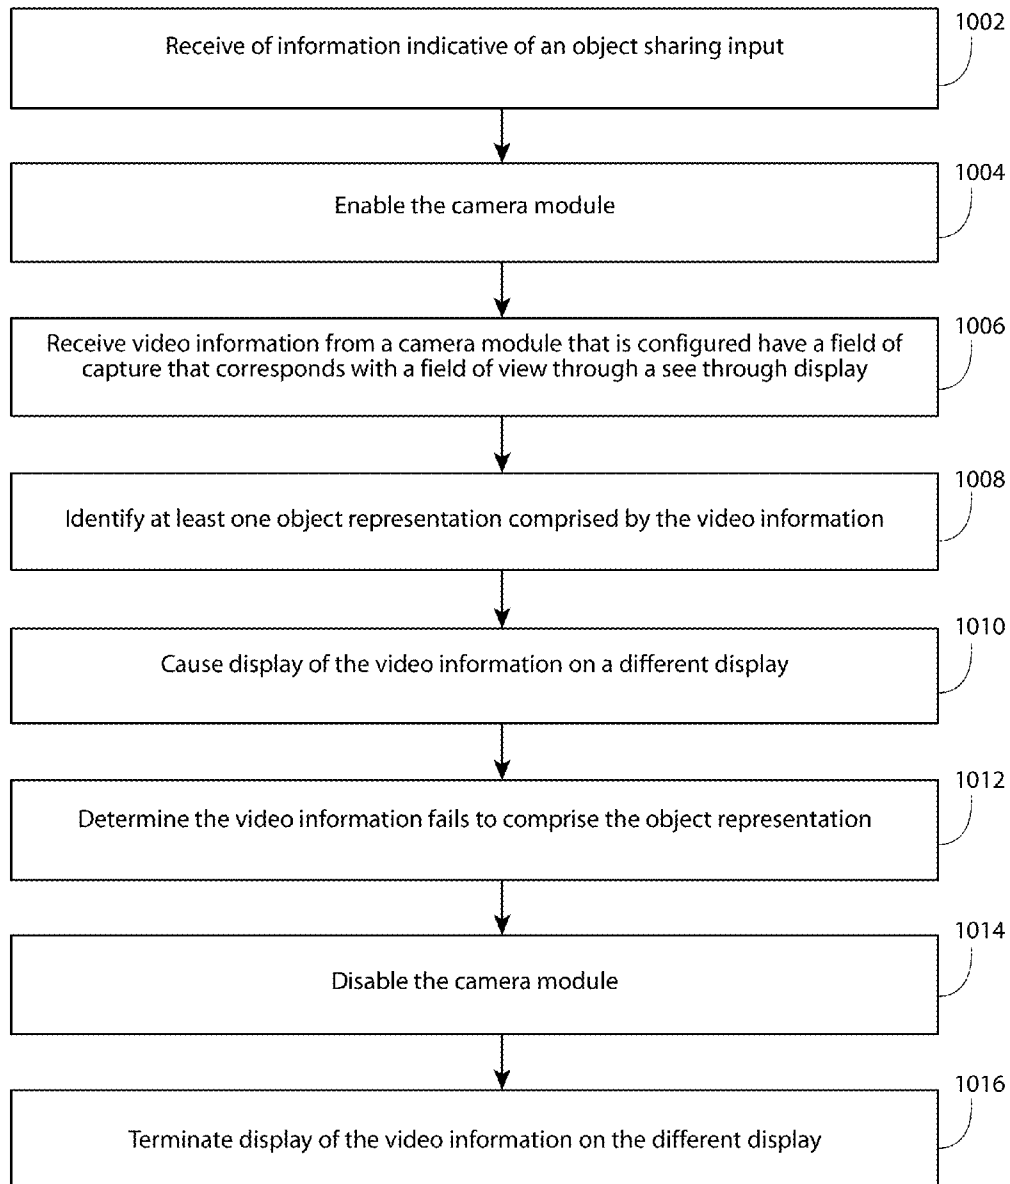 Receive of information indicative of an object sharing input
1002
Enable the camera module
1004
Receive video information from a camera module that is configured have a field of
capture that corresponds with a field of view through a see through display
1006
Identify at least one object representation comprised by the video information
1008
Cause display of the video information on a different display
1010
Determine the video information fails to comprise the object representation
1012
Disable the camera module
1014
Terminate display of the video information on the different display
1016